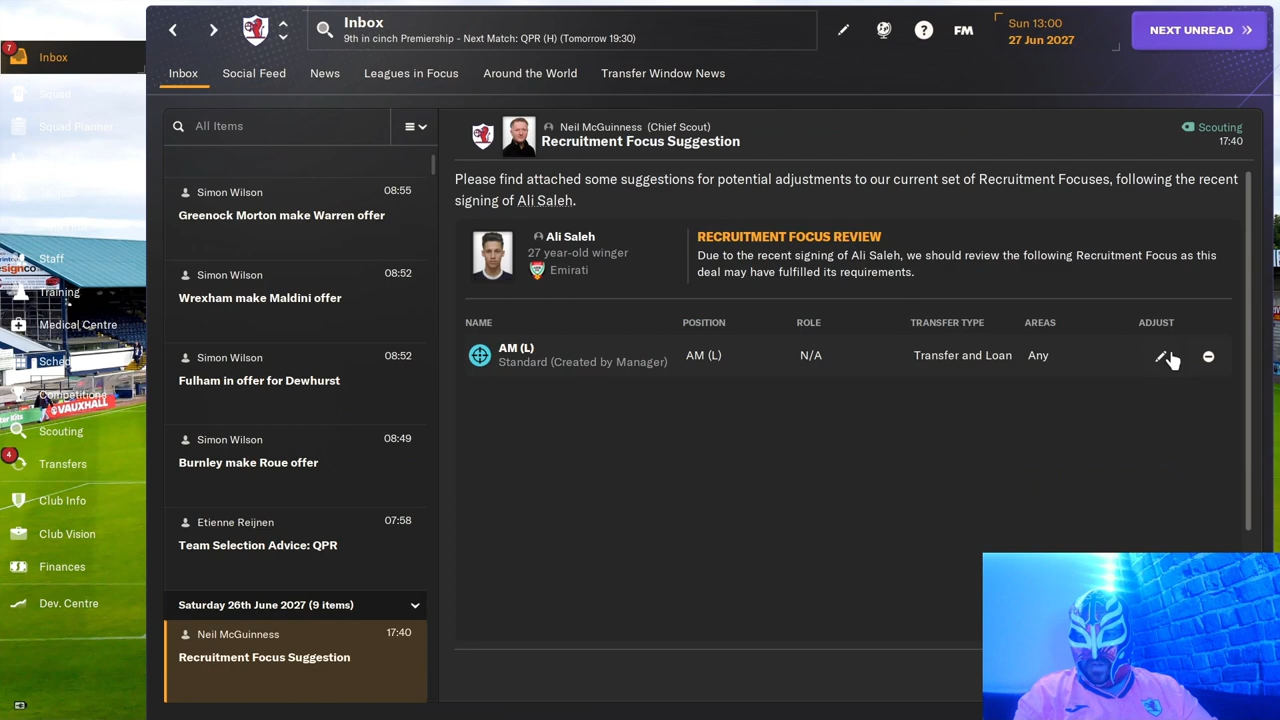 Inbox
9th in cinch Premiership - Next Match: QPR (H) (Tomorrow 19:30)
FM
Sun 13:00
27 Jun 2027
NEXT UNREAD
7
Inbox
Squad
Squad Planner
Staff
Training
Medical Centre
Sched
Competitions
VAUXHALL
Scouting
4
Transfers
Club Info
Club Vision
Finances
Dev. Centre
Inbox
Social Feed
News
Leagues in Focus
Around the World
Transfer Window News
All Items
Simon Wilson 08:55
Greenock Morton make Warren offer
Simon Wilson 08:52
Wrexham make Maldini offer
Simon Wilson 08:52
Fulham in offer for Dewhurst
Simon Wilson 08:49
Burnley make Roue offer
Etienne Reijnen 07:58
Team Selection Advice: QPR
Saturday 26th June 2027 (9 items)
Neil McGuinness 17:40
Recruitment Focus Suggestion
Neil McGuinness (Chief Scout)
Recruitment Focus Suggestion
Scouting
17:40
Please find attached some suggestions for potential adjustments to our current set of Recruitment Focuses, following the recent
signing of Ali Saleh.
Ali Saleh
27 year-old winger
Emirati
RECRUITMENT FOCUS REVIEW
Due to the recent signing of Ali Saleh, we should review the following Recruitment Focus as this
deal may have fulfilled its requirements.
NAME POSITION ROLE TRANSFER TYPE AREAS ADJUST
AM (L)
Standard (Created by Manager)
AM (L) N/A Transfer and Loan Any